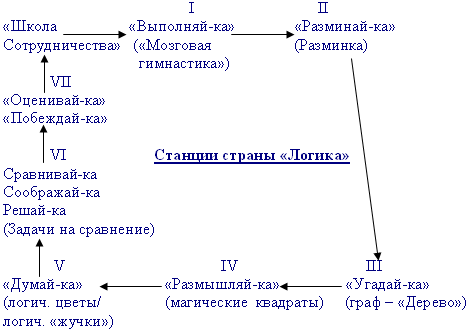 I
II
«Школа
Сотрудничества»
«Выполняй-ка»
(«Мозговая
гимнастика»)
«Разминай-ка»
(Разминка)
VII
«Оценивай-ка»
«Побеждай-ка»
VI
Сравнивай-ка
Соображай-ка
Решай-ка
(Задачи на сравнение)
Станции страны «Логика»
V
«Думай-ка»
(логич. цветы/
логич. «жучки»)
IV
«Размышляй-ка»
(магические квадраты)
III
«Угадай-ка»
(граф – «Дерево»)